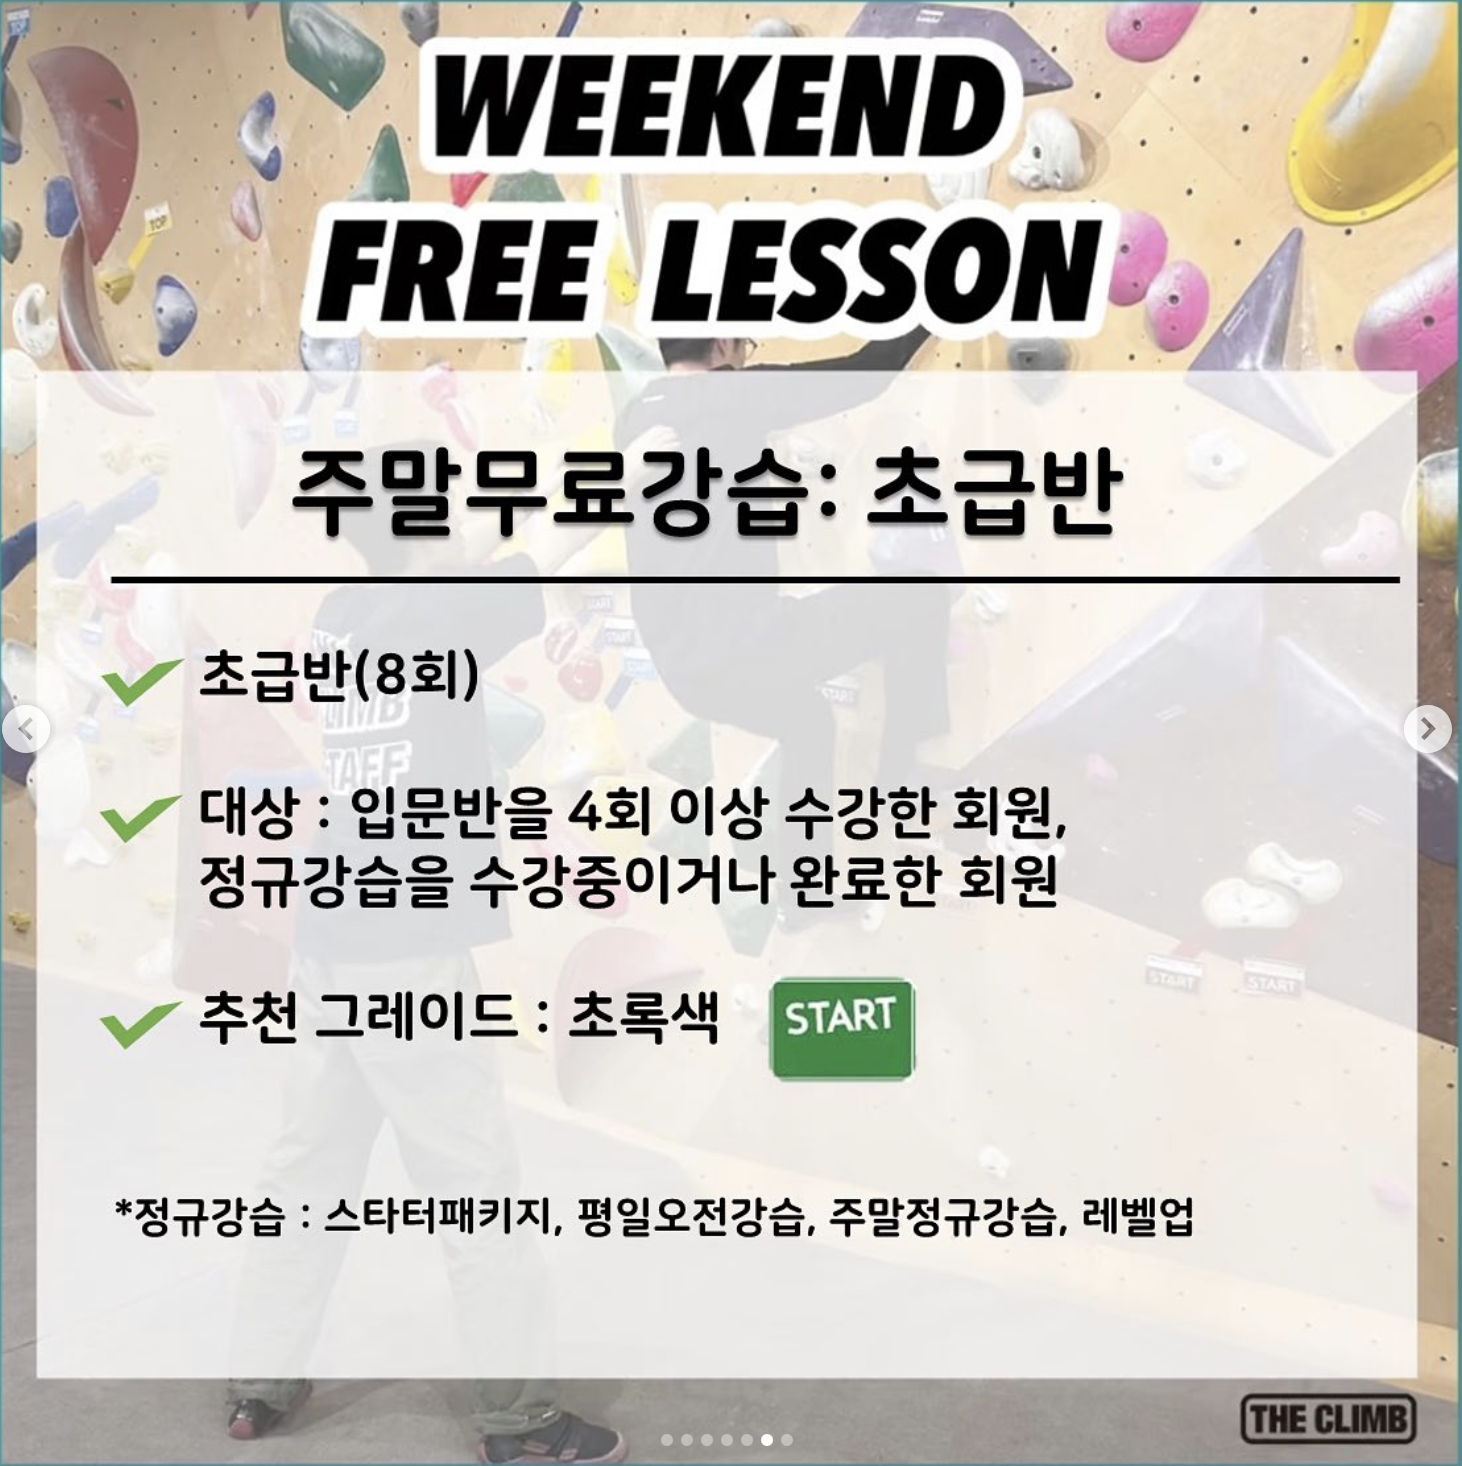 WEEKEND
FREE LESSON
주말무료강습: 초급반
초급반(8회)
대상 : 입문반을 4회 이상 수강한 회원,
정규강습을 수강중이거나 완료한 회원
추천 그레이드 : 초록색
START
*정규강습 : 스타터패키지, 평일오전강습, 주말정규강습, 레벨업
THE CLIMB
TOP
START
START